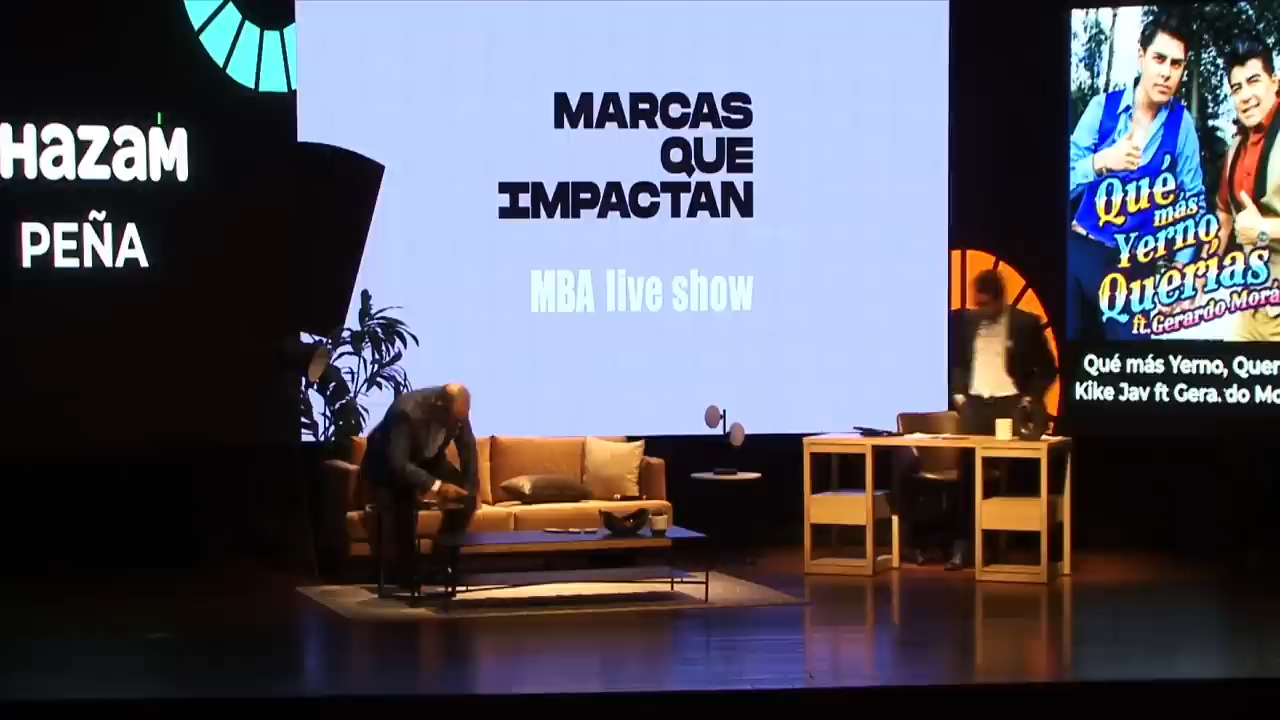 HAZAM
PEÑA
MARCAS
QUE
IMPACTAN
MBA live show
Qué
más
Yerno,
Querías
ft. Gerardo Morá
Qué más Yerno, Quer
Kike Jav ft Gera.do Mo